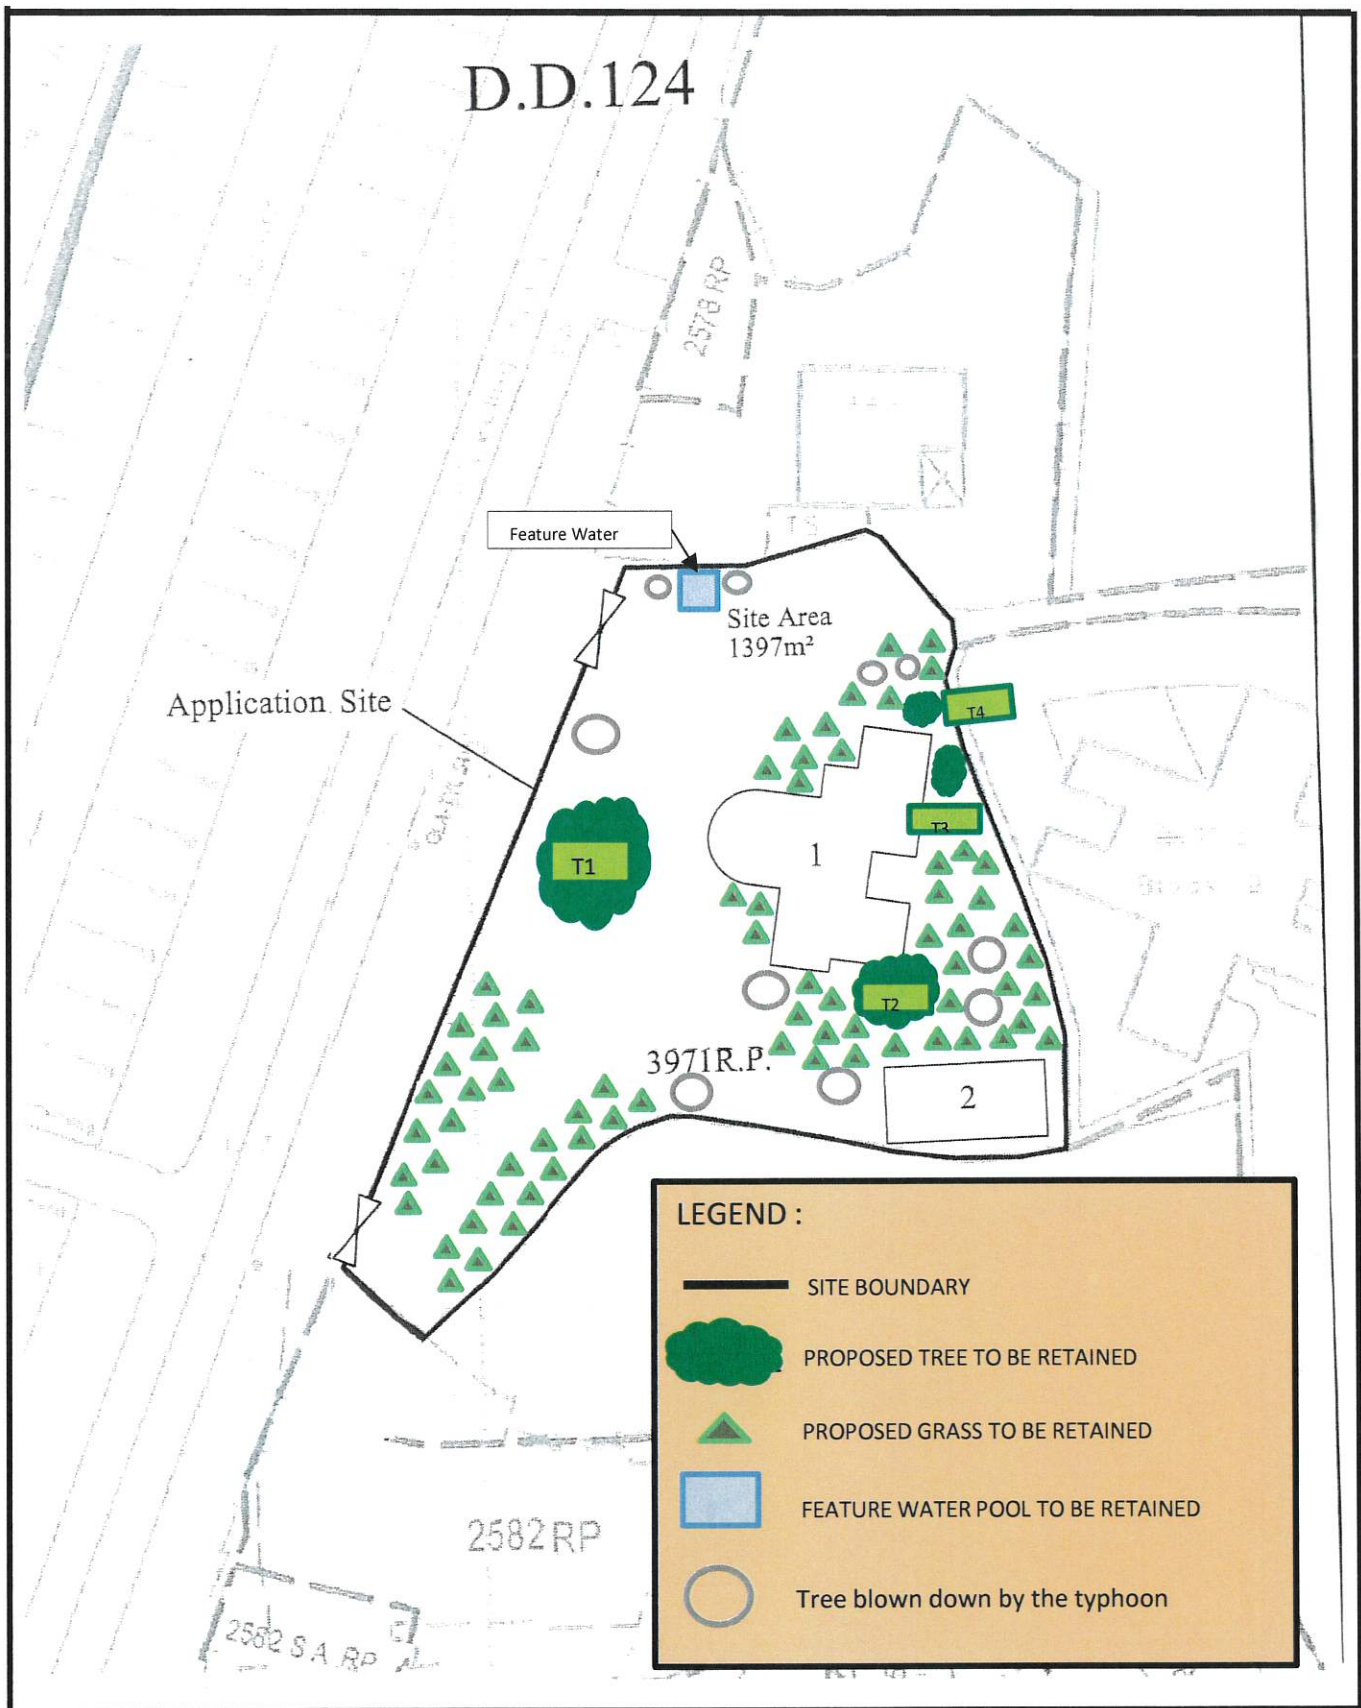 D.D.124
2578 RP
Feature Water
TS
Site Area
1397m²
Application Site
T4
T3
1
T1
T2
3971R.P.
2
LEGEND :
SITE BOUNDARY
PROPOSED TREE TO BE RETAINED
PROPOSED GRASS TO BE RETAINED
FEATURE WATER POOL TO BE RETAINED
Tree blown down by the typhoon
2582 RP
2582 S A RP